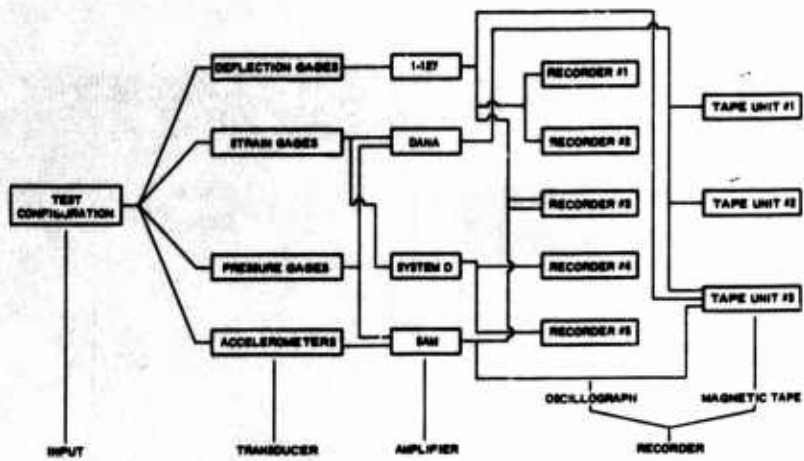 TEST
CONFIGURATION
INPUT
DEFLECTION GAGES
STRAIN GAGES
PRESSURE GAGES
ACCELEROMETERS
TRANSDUCER
1-127
DANA
SYSTEM D
SAM
AMPLIFIER
RECORDER #1
RECORDER #2
RECORDER #3
RECORDER #4
RECORDER #5
OSCILLOGRAPH
TAPE UNIT #1
TAPE UNIT #2
TAPE UNIT #3
MAGNETIC TAPE
RECORDER